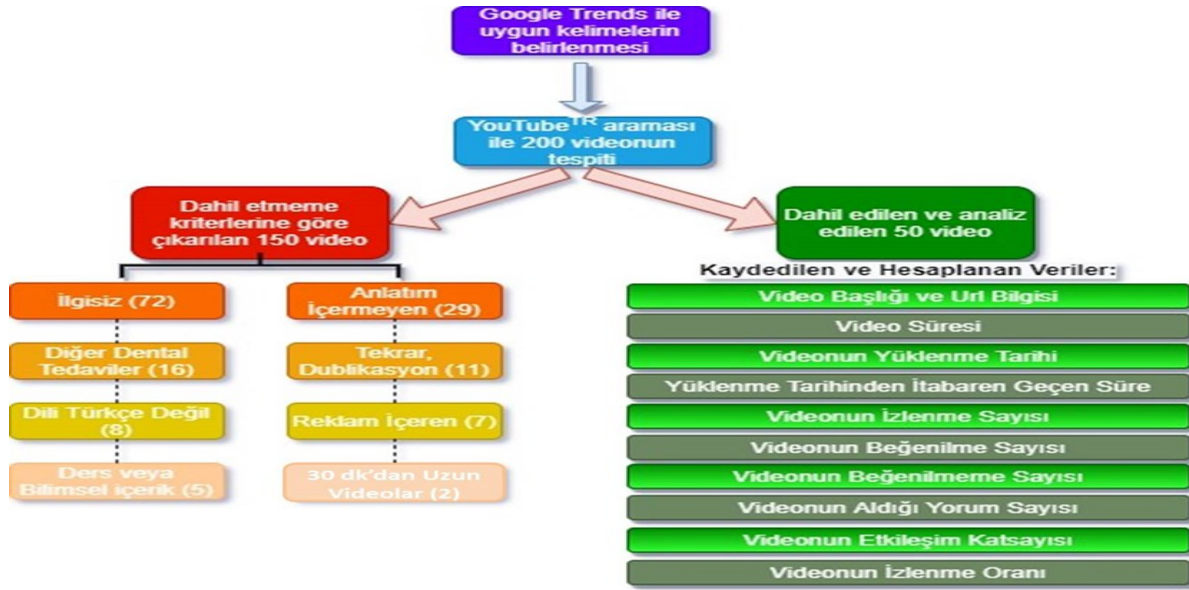 Google Trends ile
uygun kelimelerin
belirlenmesi
YouTubeᵀᴿ araması
ile 200 videonun
tespiti
Dahil etmeme
kriterlerine göre
çıkarılan 150 video
Dahil edilen ve analiz
edilen 50 video
İlgisiz (72)
Anlatım
İçermeyen (29)
Diğer Dental
Tedaviler (16)
Tekrar,
Dublikasyon (11)
Dili Türkçe Değil
(8)
Reklam İçeren (7)
Ders veya
Bilimsel içerik (5)
30 dk'dan Uzun
Videolar (2)
Kaydedilen ve Hesaplanan Veriler:
Video Başlığı ve Url Bilgisi
Video Süresi
Videonun Yüklenme Tarihi
Yüklenme Tarihinden İtabaren Geçen Süre
Videonun İzlenme Sayısı
Videonun Beğenilme Sayısı
Videonun Beğenilmeme Sayısı
Videonun Aldığı Yorum Sayısı
Videonun Etkileşim Katsayısı
Videonun İzlenme Oranı